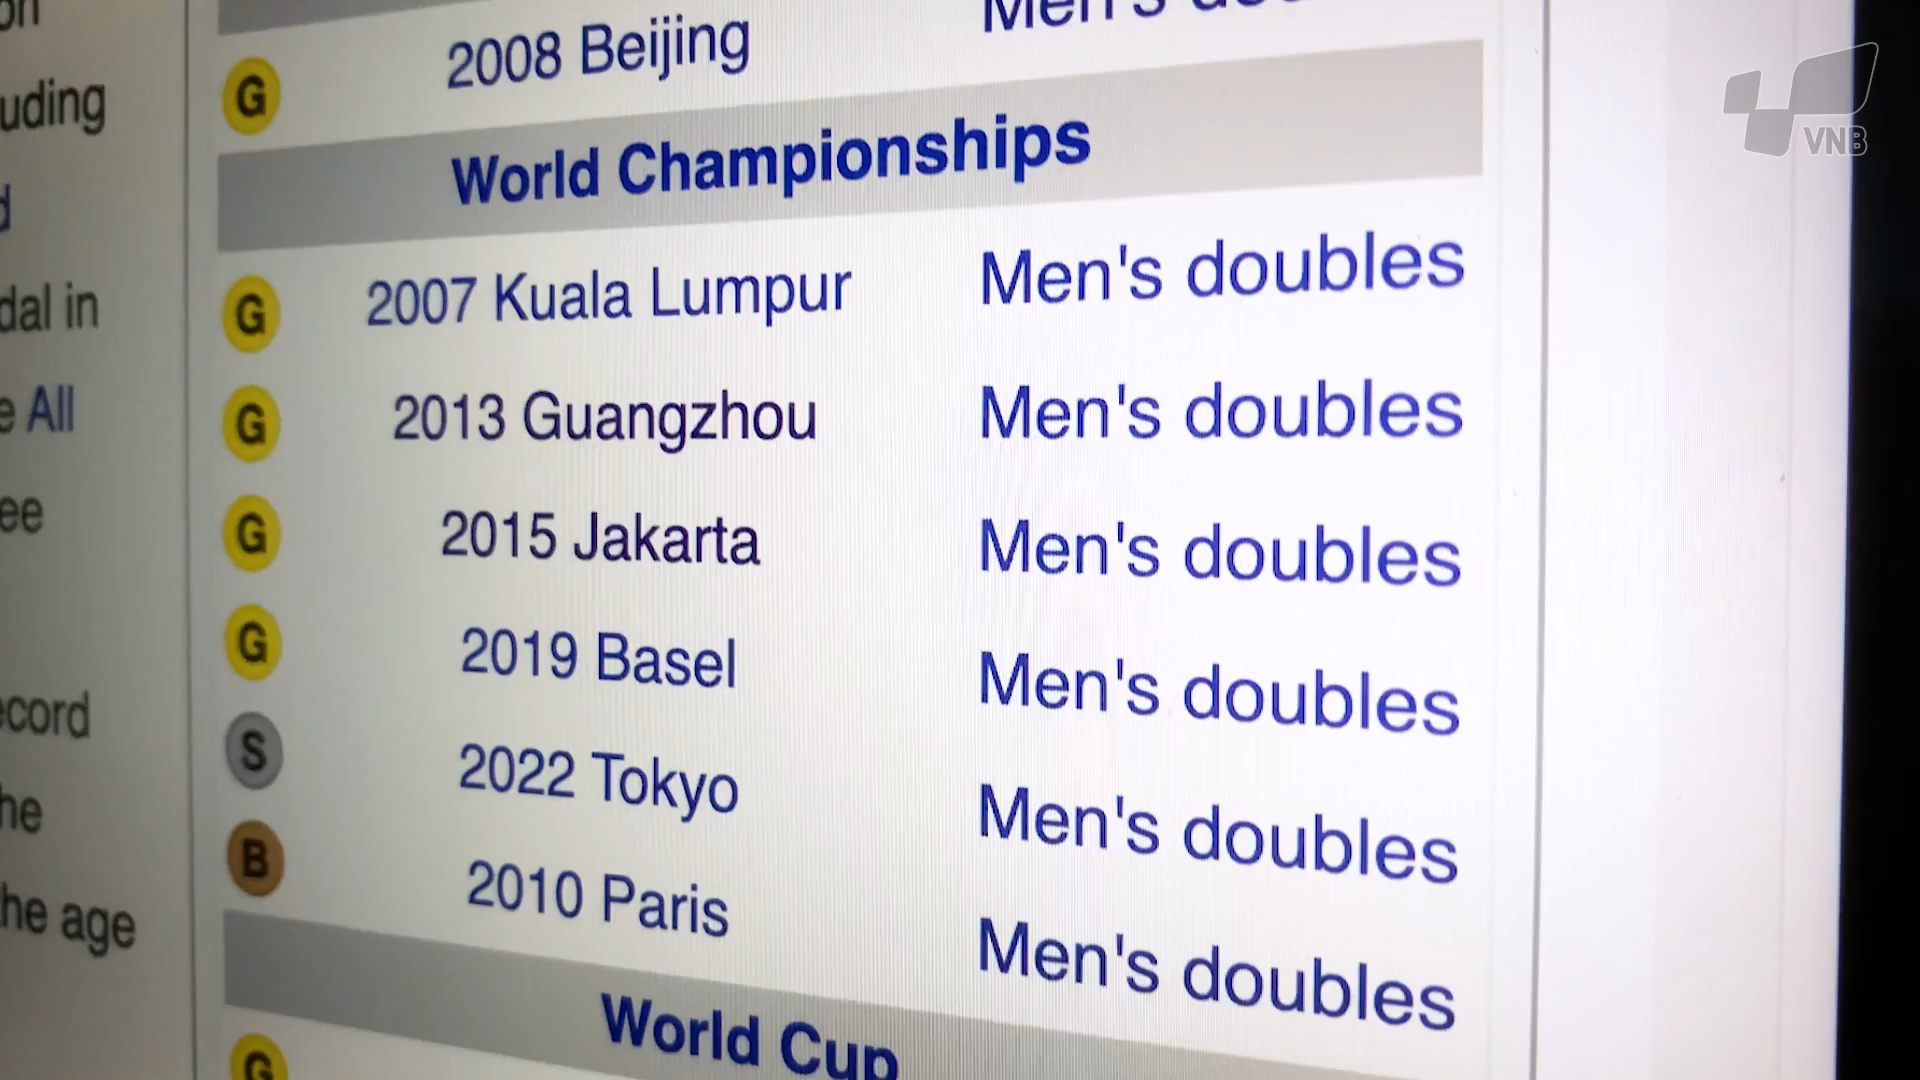 uding
dal in
e All
ee
cord
he
he age
G 2008 Beijing Men's
World Championships
G 2007 Kuala Lumpur Men's doubles
G 2013 Guangzhou Men's doubles
G 2015 Jakarta Men's doubles
G 2019 Basel Men's doubles
S 2022 Tokyo Men's doubles
B 2010 Paris Men's doubles
World Cup
G
VNB